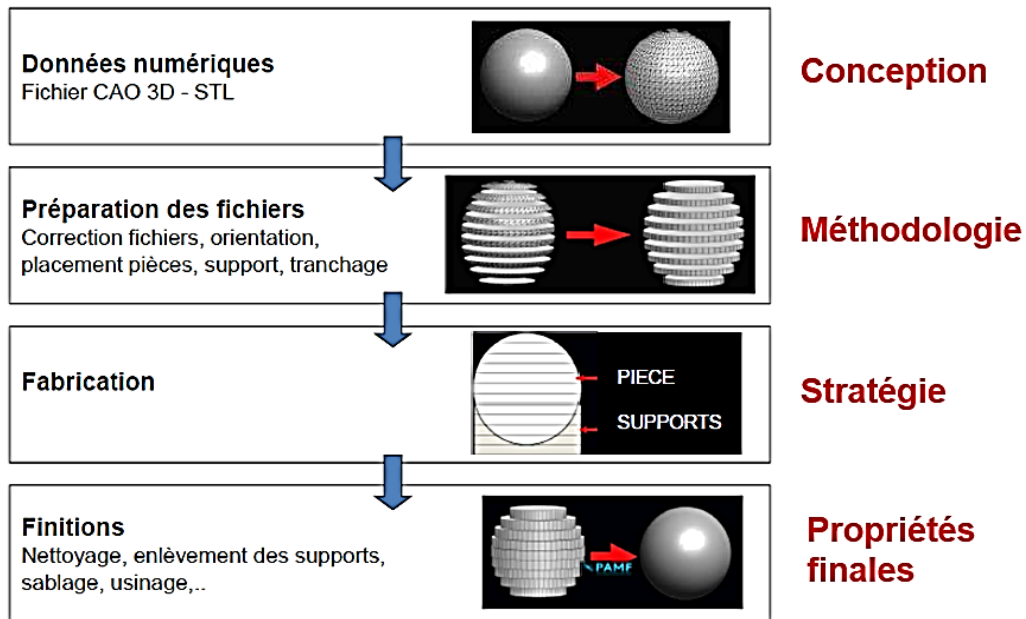 Données numériques
Fichier CAO 3D - STL
Conception
Préparation des fichiers
Correction fichiers, orientation,
placement pièces, support, tranchage
Méthodologie
Fabrication
PIECE
SUPPORTS
Stratégie
Finitions
Nettoyage, enlèvement des supports,
sablage, usinage,..
PAMF
Propriétés
finales